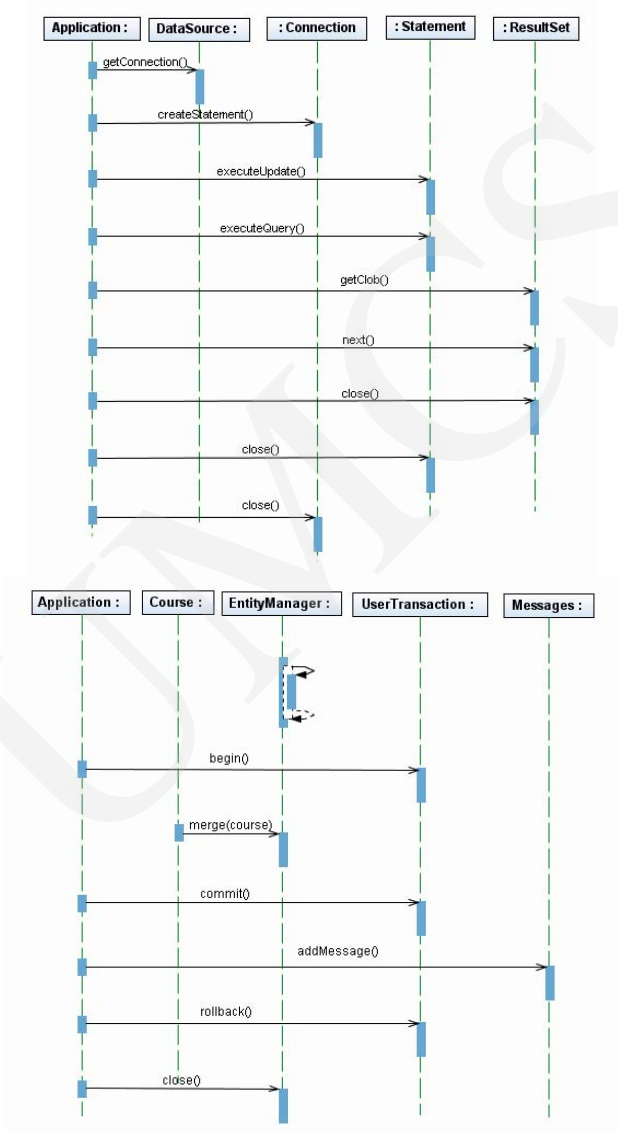 Application : DataSource : : Connection : Statement : ResultSet
getConnection()
createStatement()
executeUpdate()
executeQuery()
getClob()
next()
close()
close()
close()
Application : Course : EntityManager : UserTransaction : Messages :
begin()
merge(course)
commit()
addMessage()
rollback()
close()
UMCS